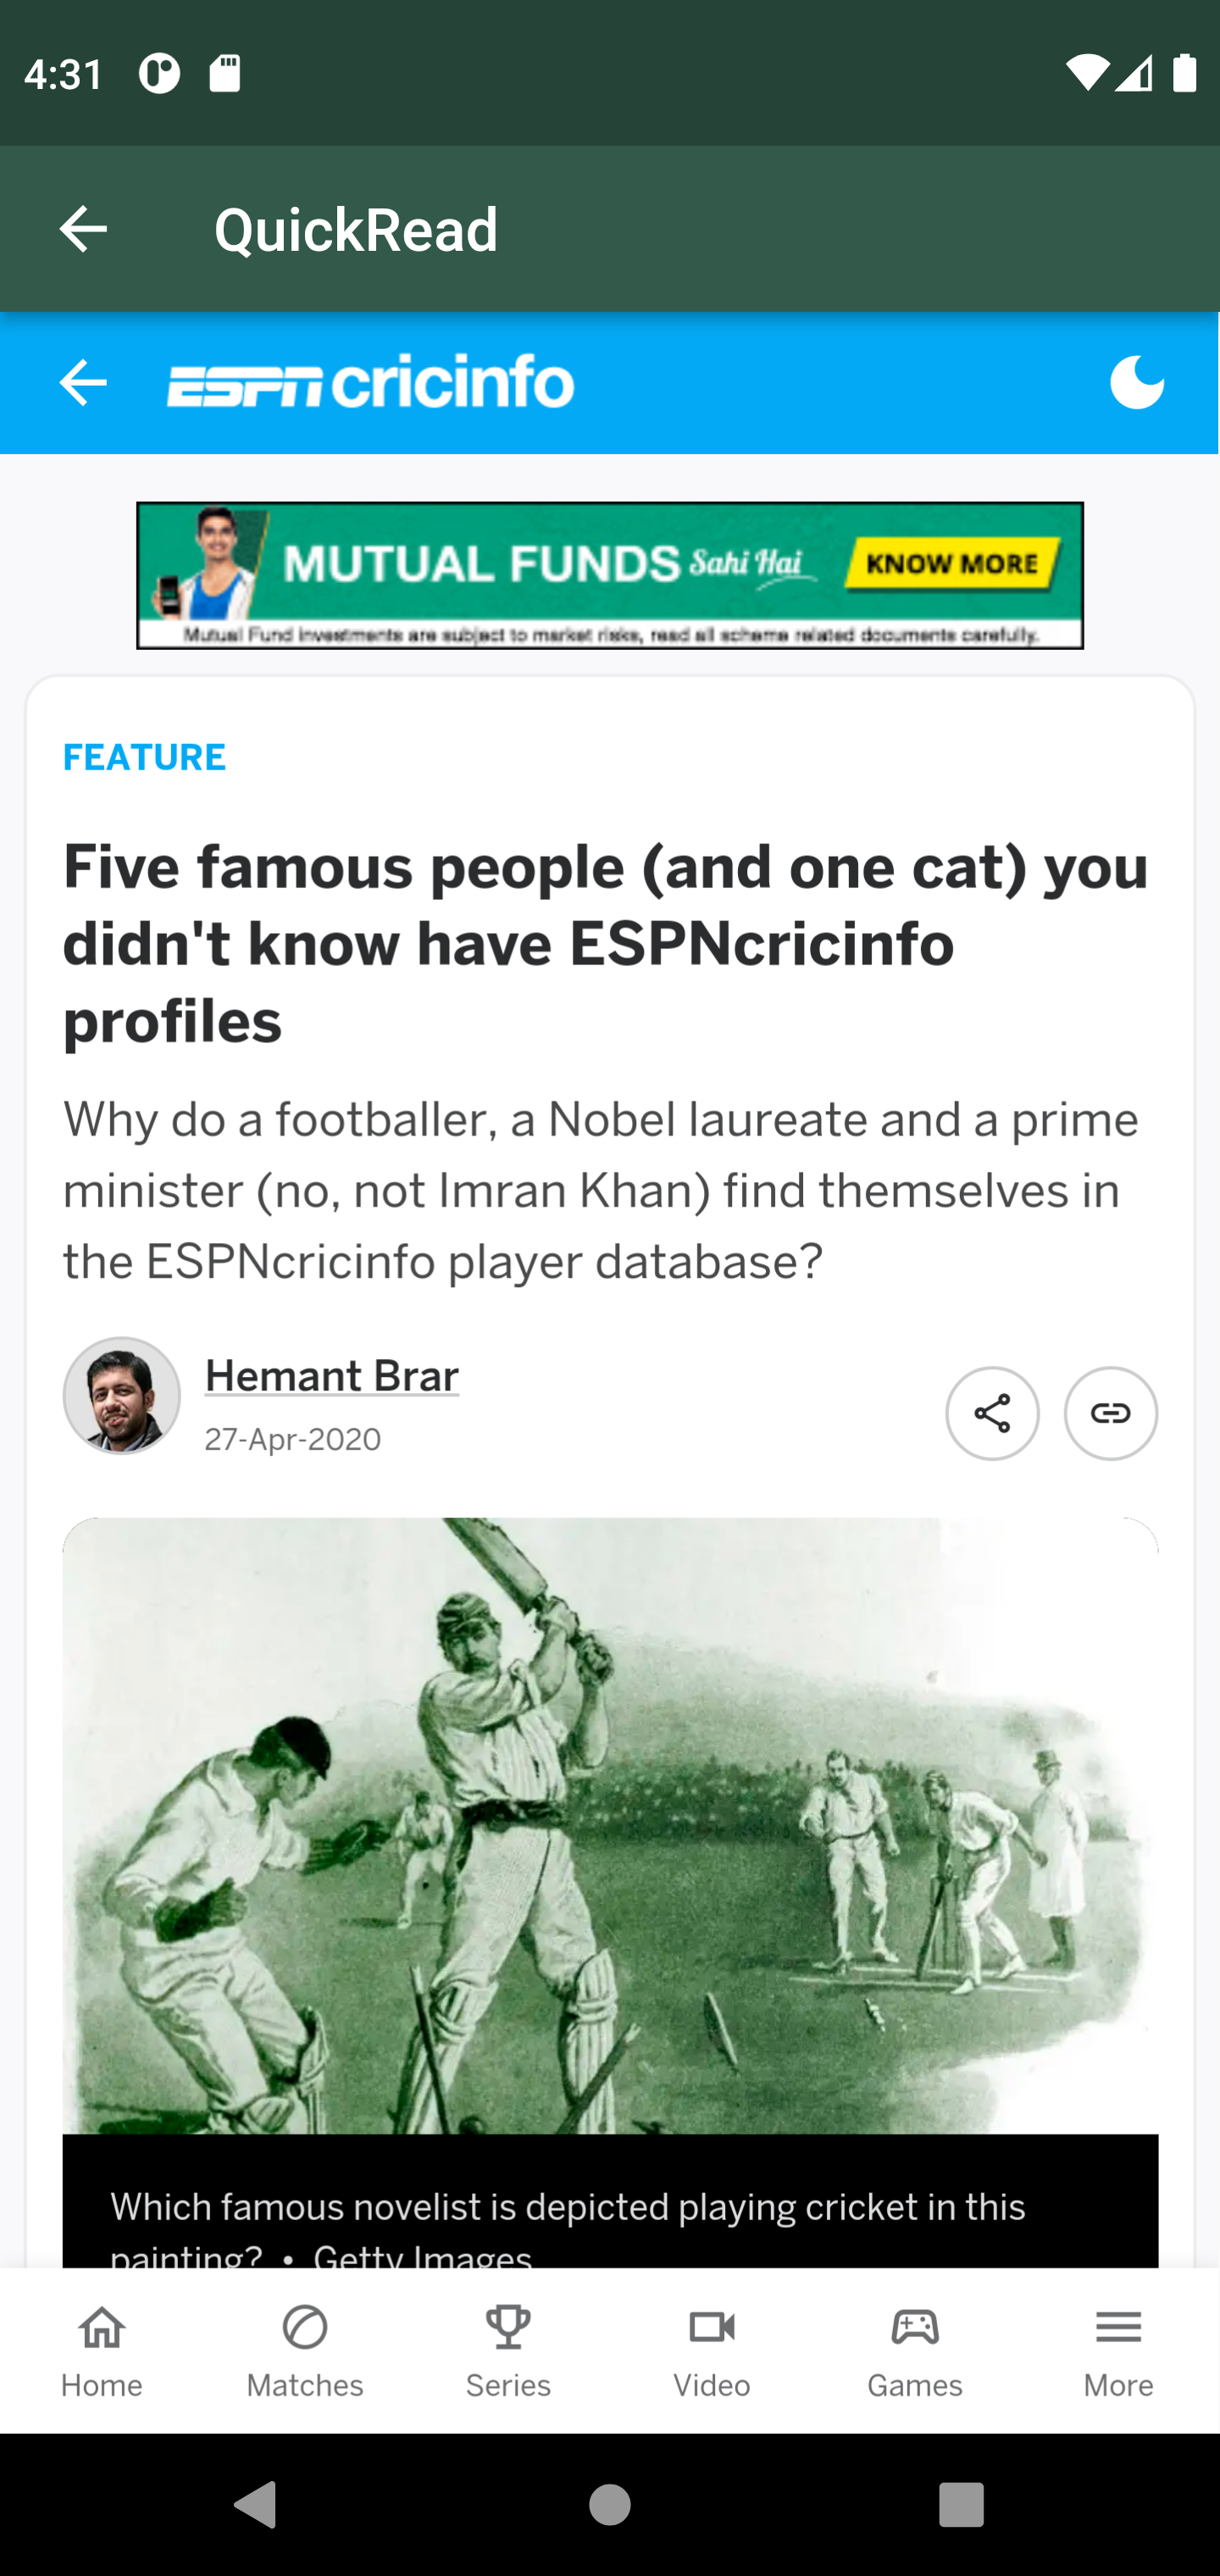 4:31
QuickRead
ESPN cricinfo
MUTUAL FUNDS Sahi Hai KNOW MORE
Mutual Fund investments are subject to market risks, read all scheme related documents carefully.
FEATURE
Five famous people (and one cat) you
didn't know have ESPNcricinfo
profiles
Why do a footballer, a Nobel laureate and a prime
minister (no, not Imran Khan) find themselves in
the ESPNcricinfo player database?
Hemant Brar
27-Apr-2020
Which famous novelist is depicted playing cricket in this
painting? • Getty Images
Home Matches Series Video Games More